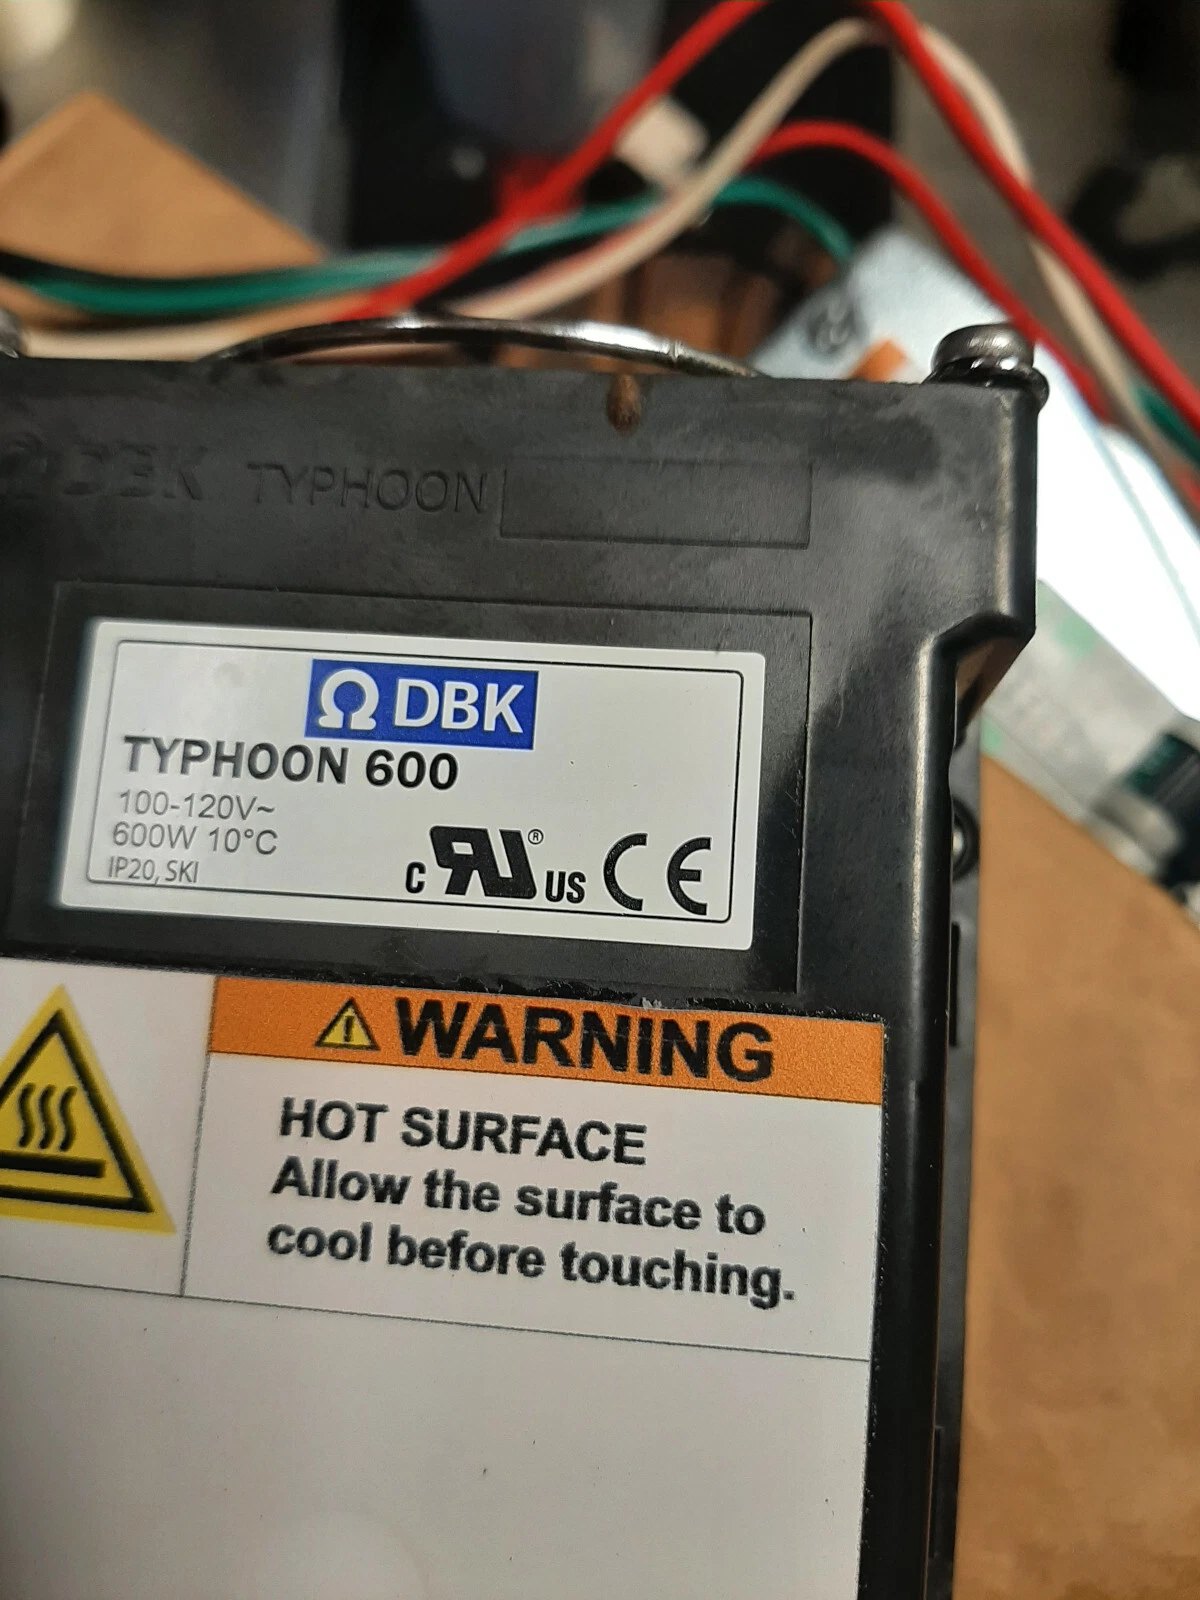 DBK TYPHOON
Ω DBK
TYPHOON 600
100-120V~
600W 10°C
IP20, SKI
c RU ® US CE
WARNING
HOT SURFACE
Allow the surface to
cool before touching.